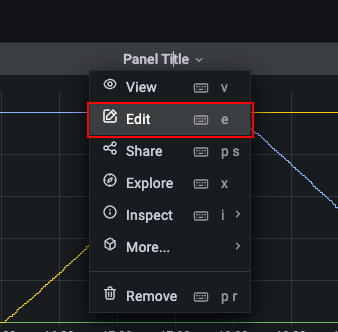 Panel Title
View v
Edit e
Share p s
Explore x
Inspect i
More...
Remove p r